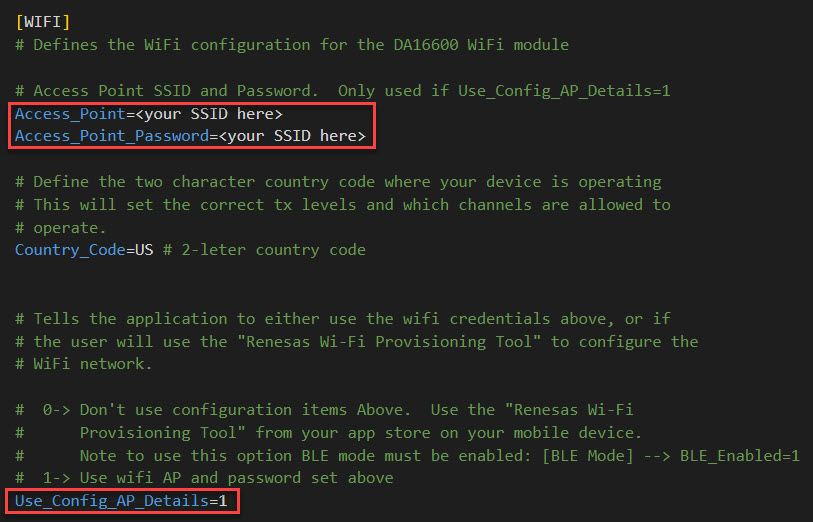 [WIFI]
# Defines the WiFi configuration for the DA16600 WiFi module
# Access Point SSID and Password.  Only used if Use_Config_AP_Details=1
Access_Point=<your SSID here>
Access_Point_Password=<your SSID here>
# Define the two character country code where your device is operating
# This will set the correct tx levels and which channels are allowed to
# operate.
Country_Code=US # 2-leter country code
# Tells the application to either use the wifi credentials above, or if
# the user will use the "Renesas Wi-Fi Provisioning Tool" to configure the
# WiFi network.
#  0-> Don't use configuration items Above.  Use the "Renesas Wi-Fi
#      Provisioning Tool" from your app store on your mobile device.
#      Note to use this option BLE mode must be enabled: [BLE Mode] --> BLE_Enabled=1
#  1-> Use wifi AP and password set above
Use_Config_AP_Details=1